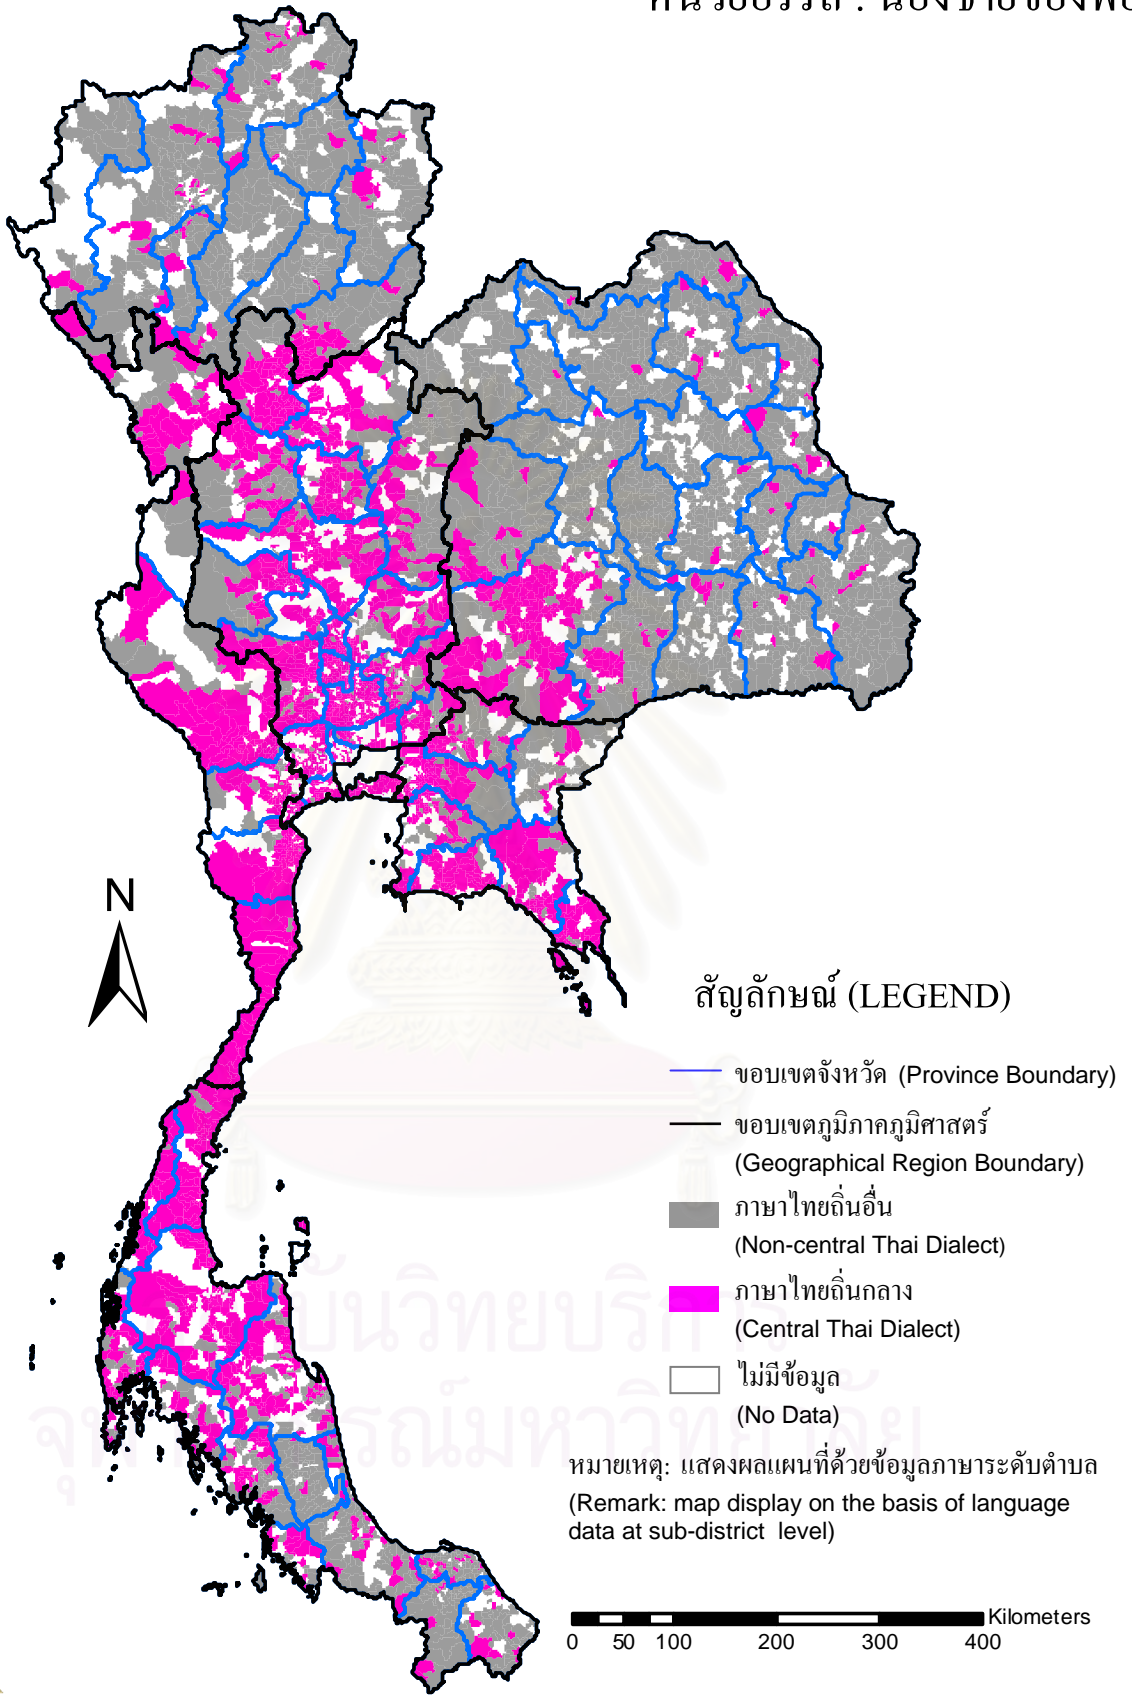 N
สัญลักษณ์ (LEGEND)
ขอบเขตจังหวัด (Province Boundary)
ขอบเขตภูมิภาคภูมิศาสตร์
(Geographical Region Boundary)
ภาษาไทยถิ่นอื่น
(Non-central Thai Dialect)
ภาษาไทยถิ่นกลาง
(Central Thai Dialect)
ไม่มีข้อมูล
(No Data)
หมายเหตุ: แสดงผลแผนที่ด้วยข้อมูลภาษาระดับตำบล
(Remark: map display on the basis of language
data at sub-district level)
Kilometers
0 50 100 200 300 400